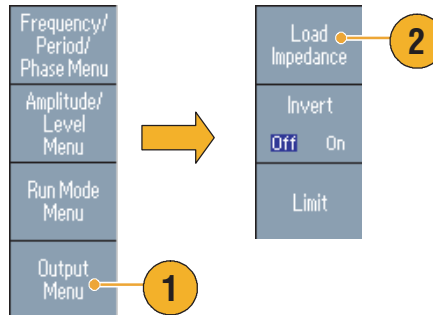 Frequency/
Period/
Phase Menu
Amplitude/
Level
Menu
Run Mode
Menu
Output
Menu
1
Load
Impedance
2
Invert
Off On
Limit